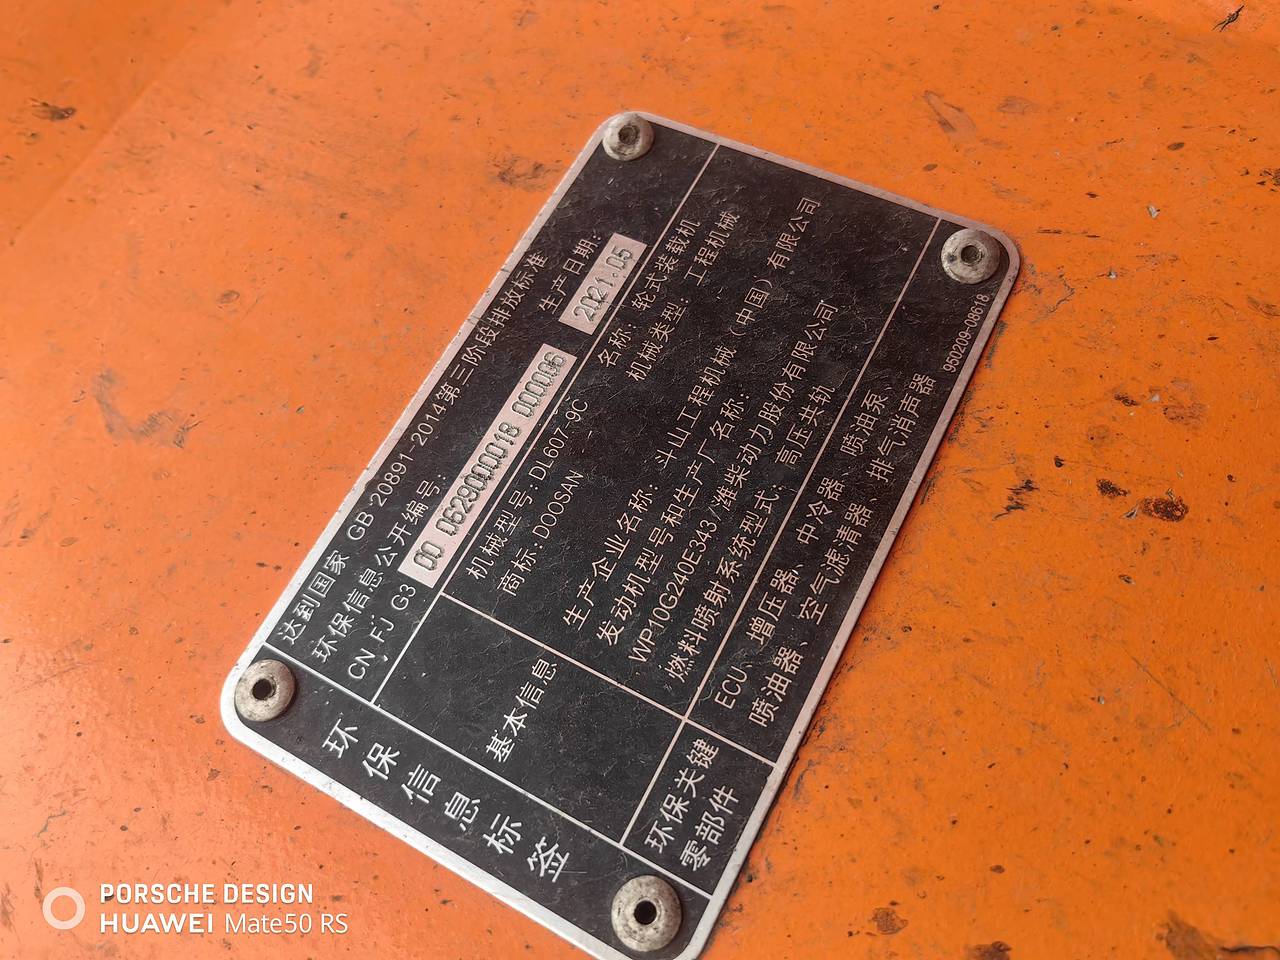 环保信息标签
达到国家 GB 20891-2014第三阶段排放标准
环保信息公开编号： 生产日期：
CN FJ G3 00 0629000018 000006 2021.05
基本信息
机械型号：DL607-9C 名称：轮式装载机
商标：DOOSAN 机械类型：工程机械
生产企业名称：斗山工程机械（中国）有限公司
发动机型号和生产厂名称：
WP10G240E343/潍柴动力股份有限公司
燃料喷射系统型式：高压共轨
环保关键零部件
ECU、增压器、中冷器、喷油泵
喷油器、空气滤清器、排气消声器
950209-08618
PORSCHE DESIGN
HUAWEI Mate50 RS